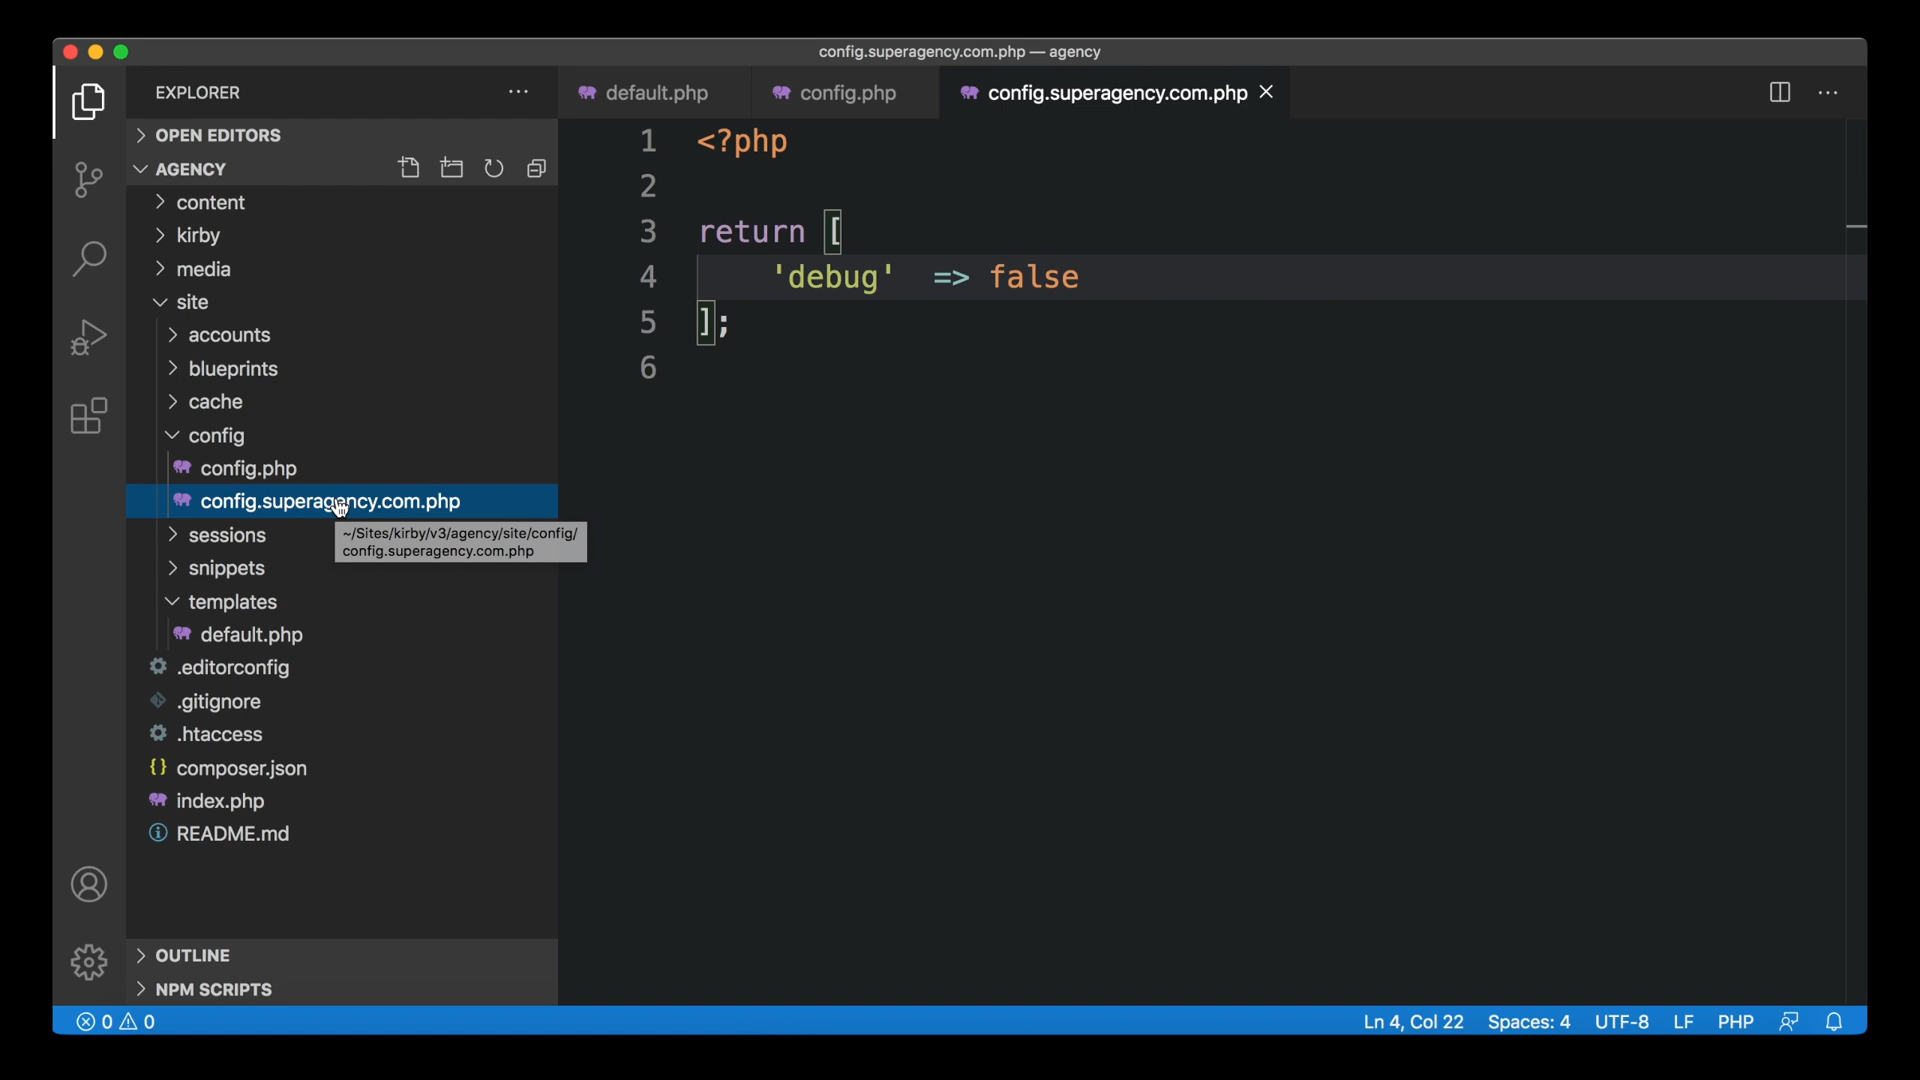 config.superagency.com.php — agency
EXPLORER
default.php
config.php
config.superagency.com.php
OPEN EDITORS
AGENCY
content
kirby
media
site
accounts
blueprints
cache
config
config.php
config.superagency.com.php
~/Sites/kirby/v3/agency/site/config/
config.superagency.com.php
sessions
snippets
templates
default.php
.editorconfig
.gitignore
.htaccess
{} composer.json
index.php
README.md
OUTLINE
NPM SCRIPTS
1 <?php
2
3 return [
4     'debug'  => false
5 ];
6
0 0
Ln 4, Col 22 Spaces: 4 UTF-8 LF PHP